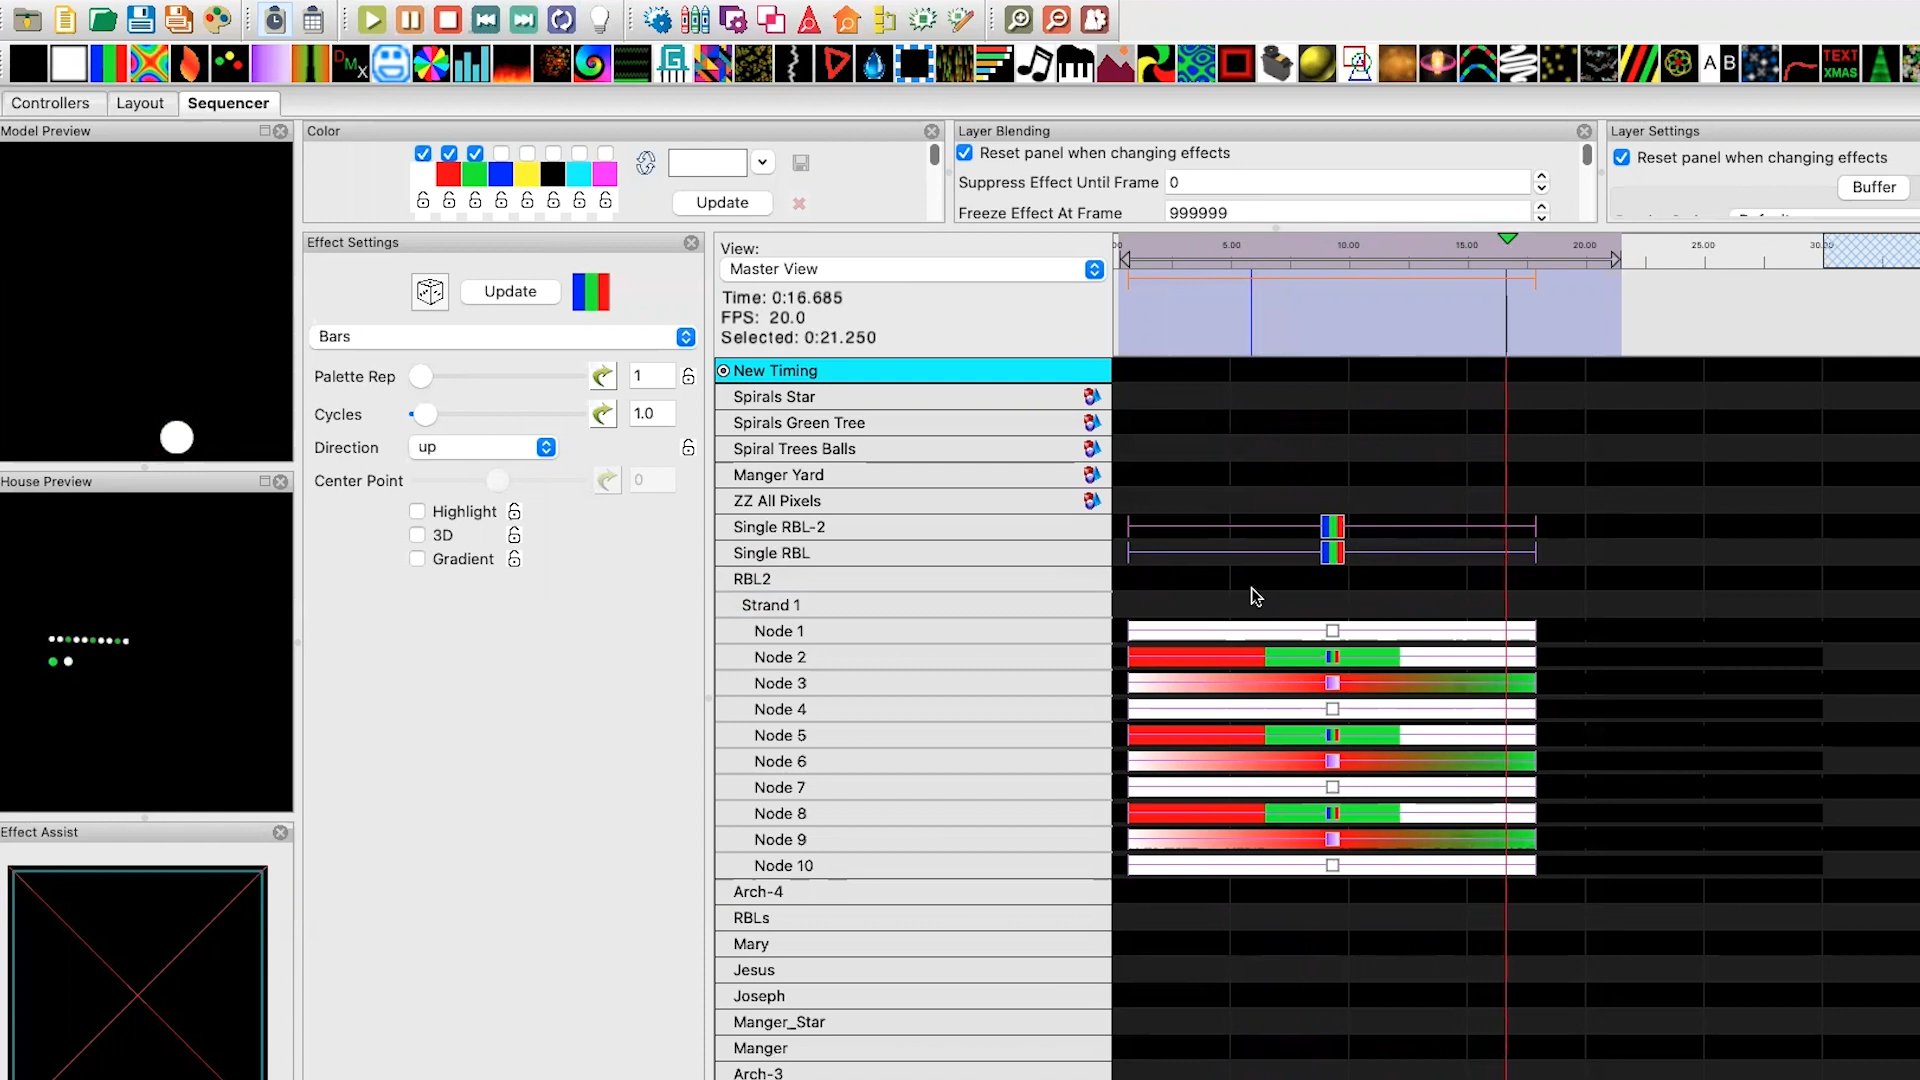 Controllers
Layout
Sequencer
Model Preview
Color
Layer Blending
Layer Settings
Reset panel when changing effects
Reset panel when changing effects
Suppress Effect Until Frame 0
Buffer
Update
Freeze Effect At Frame 999999
Effect Settings
View:
5.00 10.00 15.00 20.00 25.00
Master View
Update
Time: 0:16.685
FPS: 20.0
Selected: 0:21.250
Bars
Palette Rep 1
Cycles 1.0
Direction up
Center Point 0
Highlight
3D
Gradient
New Timing
Spirals Star
Spirals Green Tree
Spiral Trees Balls
Manger Yard
ZZ All Pixels
Single RBL-2
Single RBL
RBL2
Strand 1
Node 1
Node 2
Node 3
Node 4
Node 5
Node 6
Node 7
Node 8
Node 9
Node 10
Arch-4
RBLs
Mary
Jesus
Joseph
Manger_Star
Manger
Arch-3
House Preview
Effect Assist
DMX
A B
TEXT
XMAS